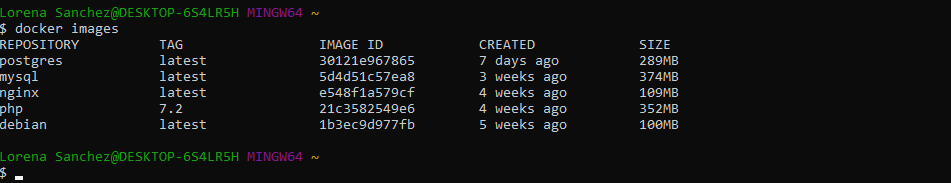 Lorena Sanchez@DESKTOP-6S4LR5H MINGW64 ~
$ docker images
REPOSITORY TAG IMAGE ID CREATED SIZE
postgres latest 30121e967865 7 days ago 289MB
mysql latest 5d4d51c57ea8 3 weeks ago 374MB
nginx latest e548f1a579cf 4 weeks ago 109MB
php 7.2 21c3582549e6 4 weeks ago 352MB
debian latest 1b3ec9d977fb 5 weeks ago 100MB
Lorena Sanchez@DESKTOP-6S4LR5H MINGW64 ~
$